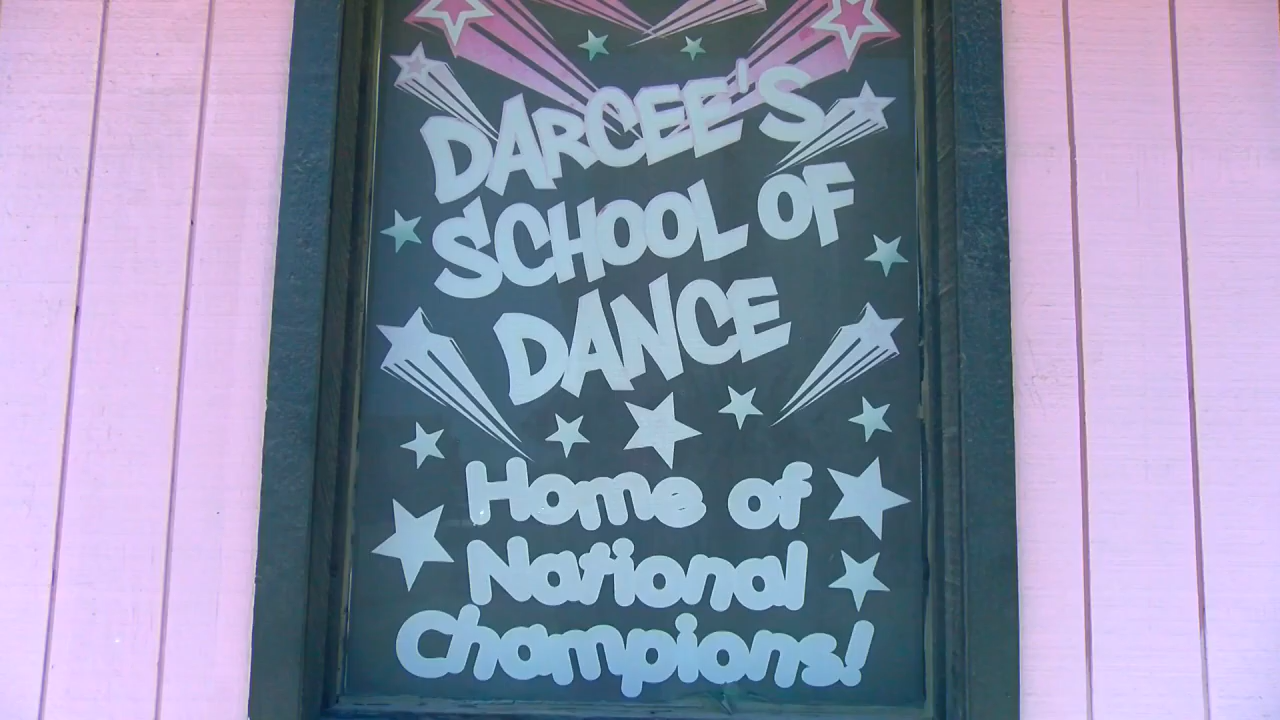 DARCEE'S
SCHOOL OF
DANCE
Home of
National
Champions!